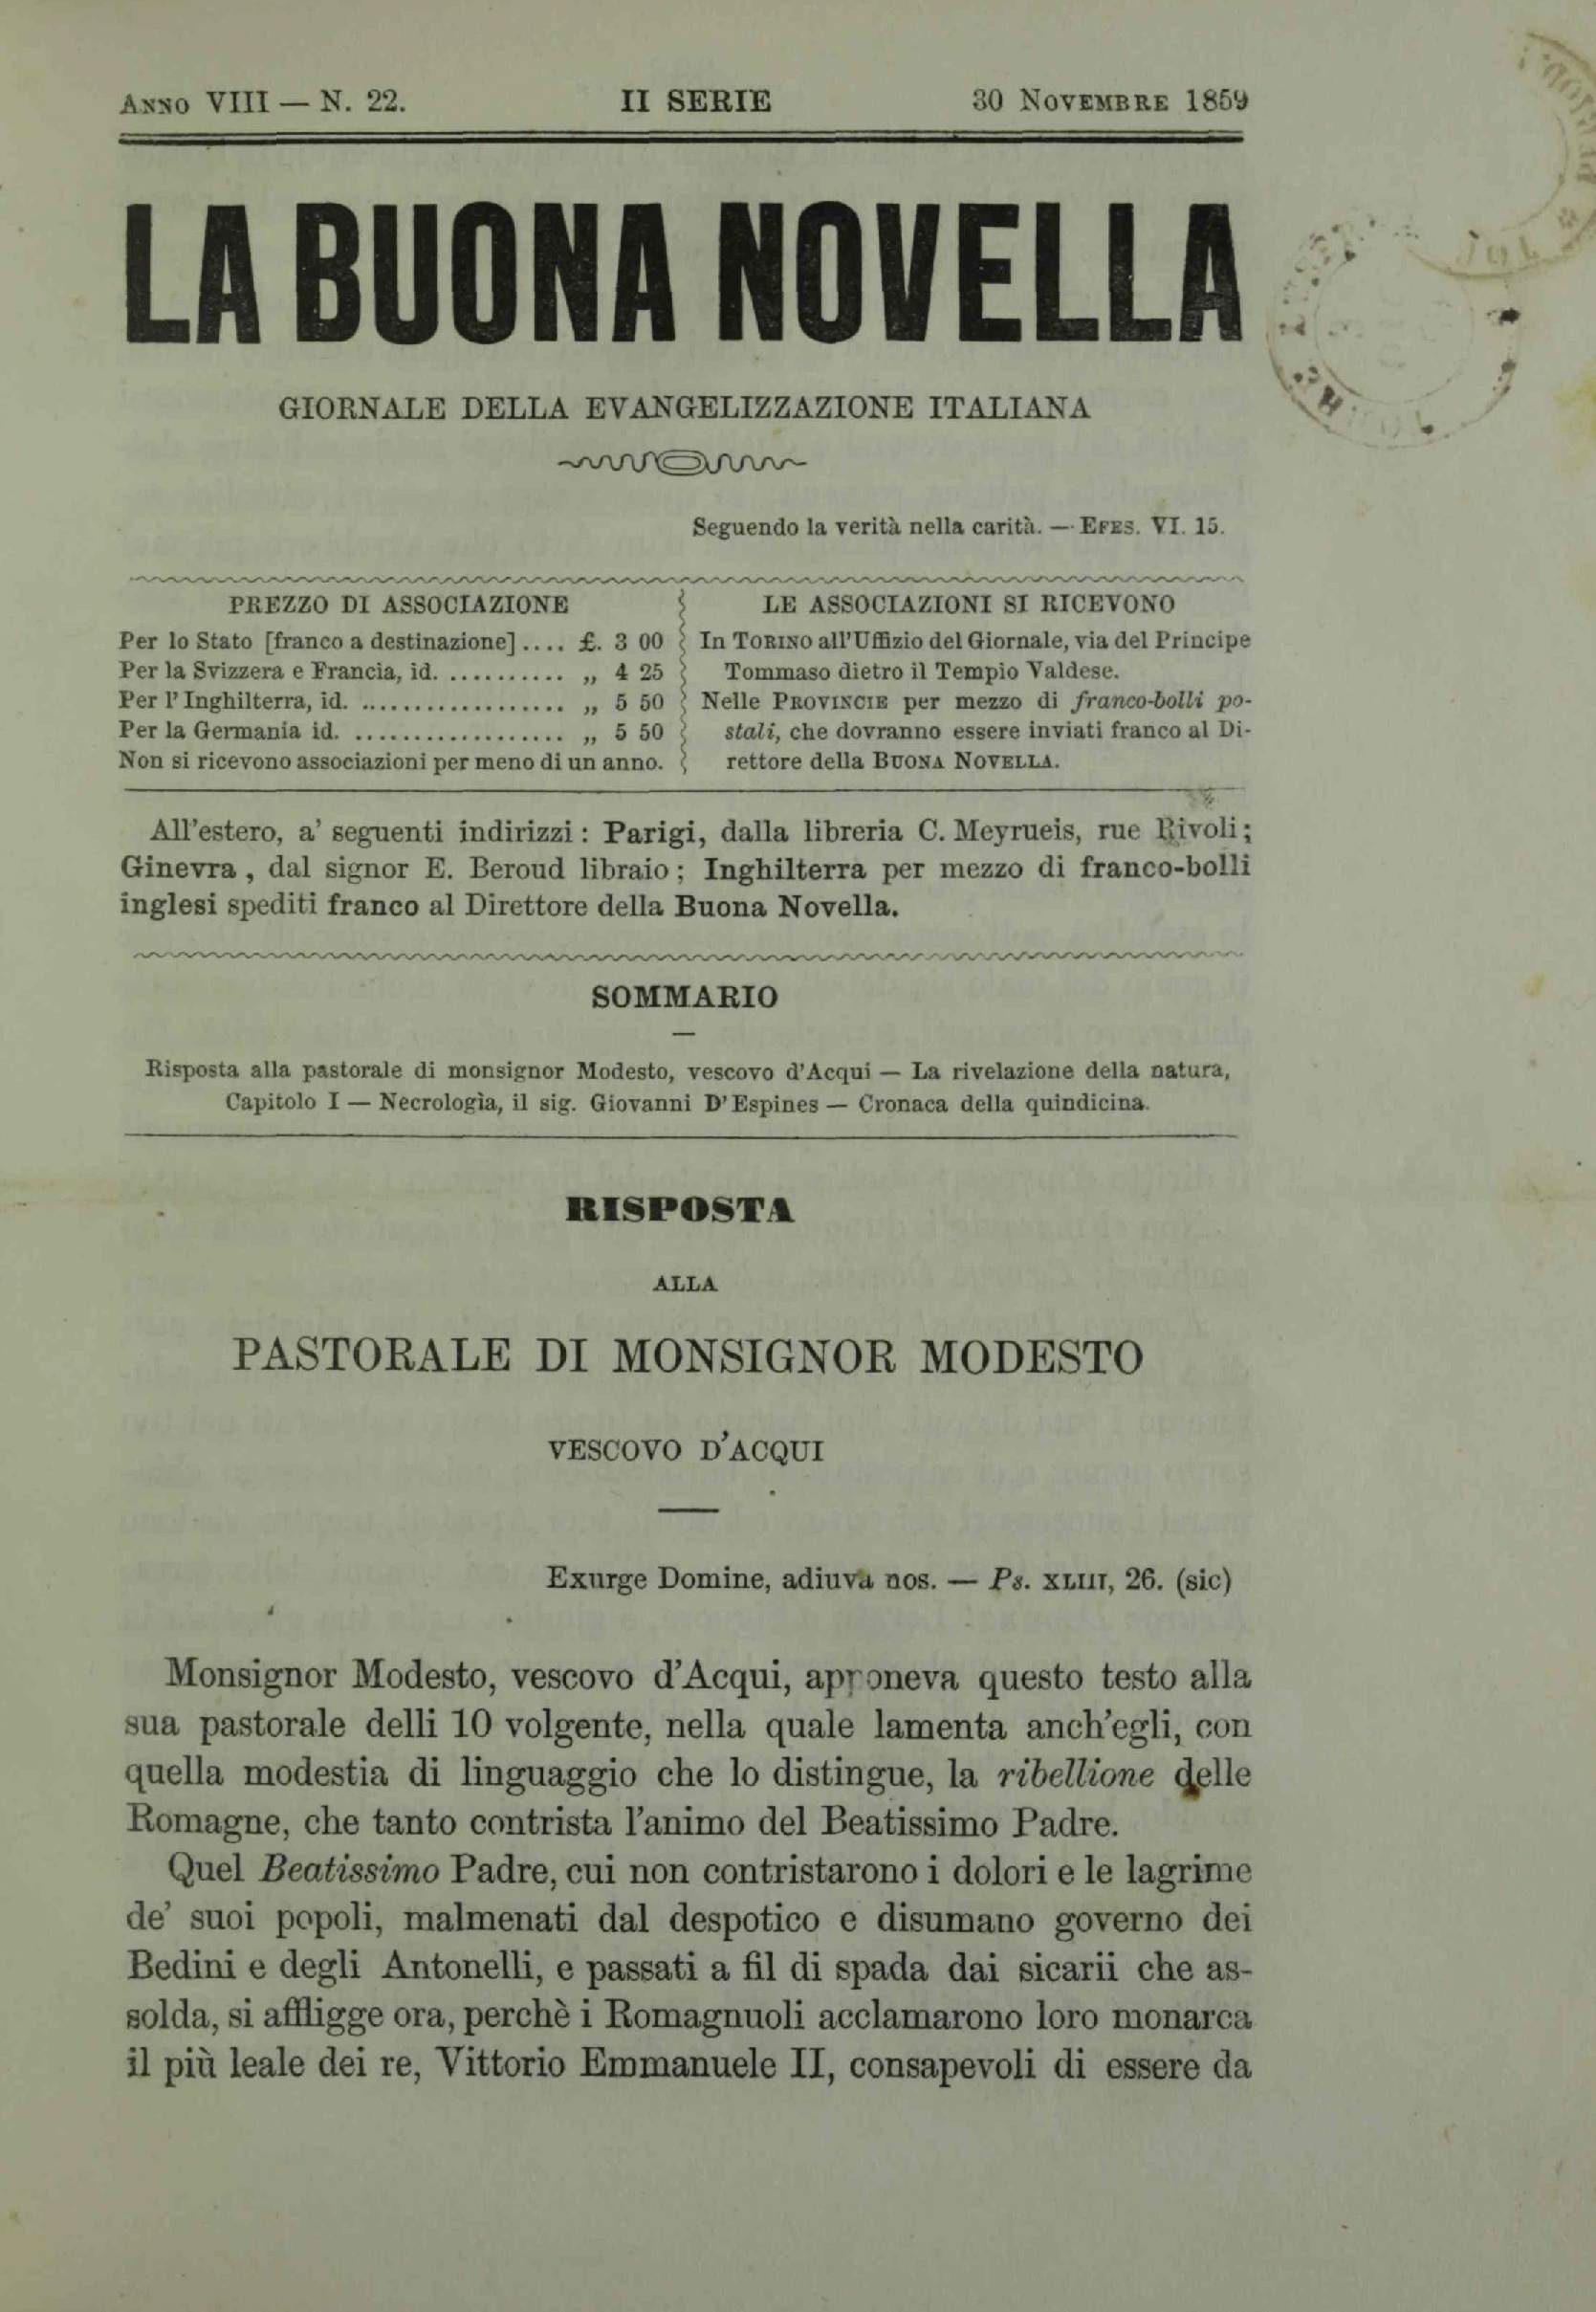 ANNO VIII — N. 22.
II SERIE
30 NOVEMBRE 1859
LA BUONA NOVELLA
GIORNALE DELLA EVANGELIZZAZIONE ITALIANA
Seguendo la verità nella carità. — EFES. VI. 15.
PREZZO DI ASSOCIAZIONE
Per lo Stato [franco a destinazione].... £. 3 00
Per la Svizzera e Francia, id. .......... „ 4 25
Per l'Inghilterra, id. .................. „ 5 50
Per la Germania id. .................. „ 5 50
Non si ricevono associazioni per meno di un anno.
LE ASSOCIAZIONI SI RICEVONO
In TORINO all'Uffizio del Giornale, via del Principe
Tommaso dietro il Tempio Valdese.
Nelle PROVINCIE per mezzo di franco-bolli po-
stali, che dovranno essere inviati franco al Di-
rettore della BUONA NOVELLA.
All'estero, a' seguenti indirizzi: Parigi, dalla libreria C. Meyrueis, rue Rivoli;
Ginevra, dal signor E. Beroud libraio; Inghilterra per mezzo di franco-bolli
inglesi spediti franco al Direttore della Buona Novella.
SOMMARIO
Risposta alla pastorale di monsignor Modesto, vescovo d'Acqui — La rivelazione della natura,
Capitolo I — Necrologìa, il sig. Giovanni D'Espines — Cronaca della quindicina.
RISPOSTA
ALLA
PASTORALE DI MONSIGNOR MODESTO
VESCOVO D'ACQUI
Exurge Domine, adiuva nos. — Ps. XLIII, 26. (sic)
Monsignor Modesto, vescovo d'Acqui, apponeva questo testo alla
sua pastorale delli 10 volgente, nella quale lamenta anch'egli, con
quella modestia di linguaggio che lo distingue, la ribellione delle
Romagne, che tanto contrista l'animo del Beatissimo Padre.
Quel Beatissimo Padre, cui non contristarono i dolori e le lagrime
de' suoi popoli, malmenati dal despotico e disumano governo dei
Bedini e degli Antonelli, e passati a fil di spada dai sicarii che as-
solda, si affligge ora, perchè i Romagnuoli acclamarono loro monarca
il più leale dei re, Vittorio Emmanuele II, consapevoli di essere da